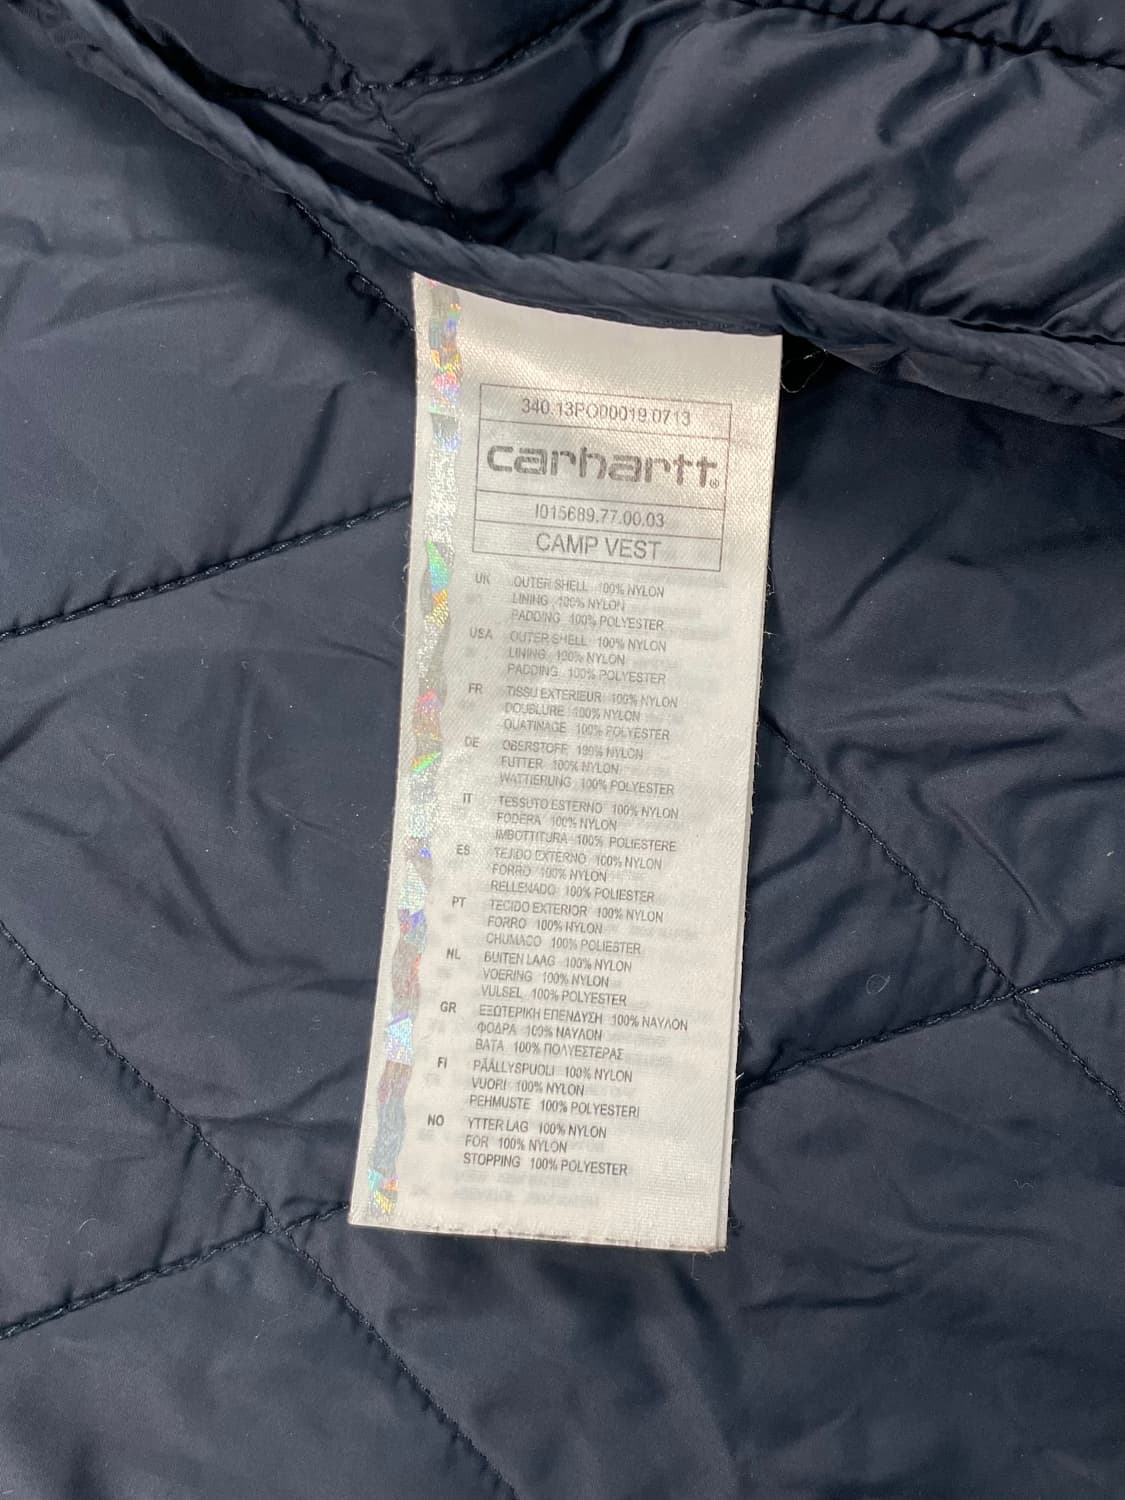 340.13PO00019.0713
carhartt®
I015689.77.00.03
CAMP VEST
UK OUTER SHELL 100% NYLON
LINING 100% NYLON
PADDING 100% POLYESTER
USA OUTER SHELL 100% NYLON
LINING 100% NYLON
PADDING 100% POLYESTER
FR TISSU EXTERIEUR 100% NYLON
DOUBLURE 100% NYLON
OUATINAGE 100% POLYESTER
DE OBERSTOFF 100% NYLON
FUTTER 100% NYLON
WATTIERUNG 100% POLYESTER
IT TESSUTO ESTERNO 100% NYLON
FODERA 100% NYLON
IMBOTTITURA 100% POLIESTERE
ES TEJIDO EXTERNO 100% NYLON
FORRO 100% NYLON
RELLENADO 100% POLIESTER
PT TECIDO EXTERIOR 100% NYLON
FORRO 100% NYLON
CHUMACO 100% POLIESTER
NL BUITEN LAAG 100% NYLON
VOERING 100% NYLON
VULSEL 100% POLYESTER
GR ΕΞΩΤΕΡΙΚΗ ΕΠΕΝΔΥΣΗ 100% ΝΑΥΛΟΝ
ΦΟΔΡΑ 100% ΝΑΥΛΟΝ
ΒΑΤΑ 100% ΠΟΛΥΕΣΤΕΡΑΣ
FI PÄÄLLYSPUOLI 100% NYLON
VUORI 100% NYLON
PEHMUSTE 100% POLYESTERI
NO YTTER LAG 100% NYLON
FOR 100% NYLON
STOPPING 100% POLYESTER